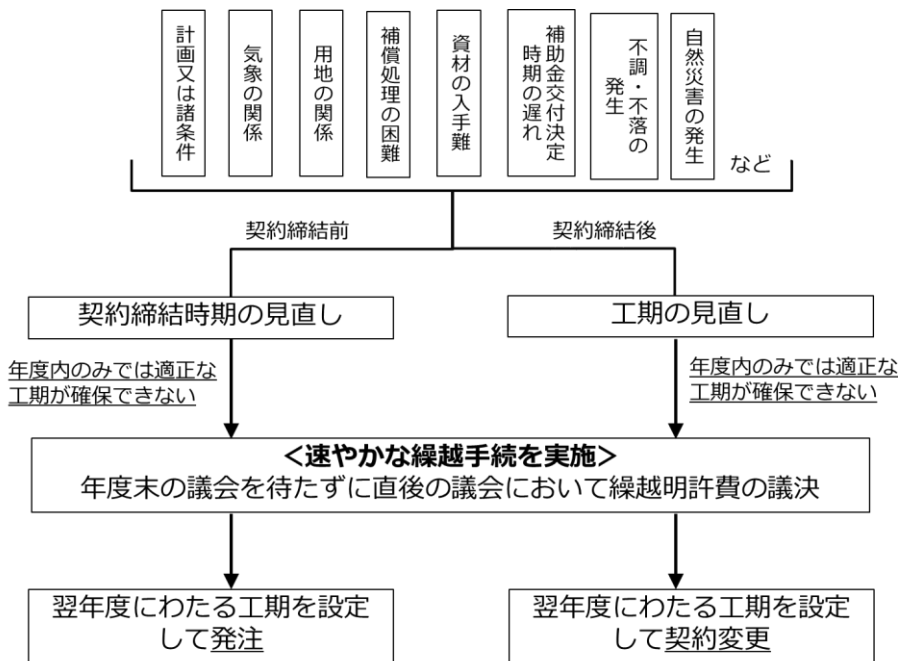 計画又は諸条件
気象の関係
用地の関係
補償処理の困難
資材の入手難
補助金交付決定
時期の遅れ
不調・不落の
発生
自然災害の発生
など
契約締結前
契約締結後
契約締結時期の見直し
工期の見直し
年度内のみでは適正な
工期が確保できない
年度内のみでは適正な
工期が確保できない
<速やかな繰越手続を実施>
年度末の議会を待たずに直後の議会において繰越明許費の議決
翌年度にわたる工期を設定
して発注
翌年度にわたる工期を設定
して契約変更